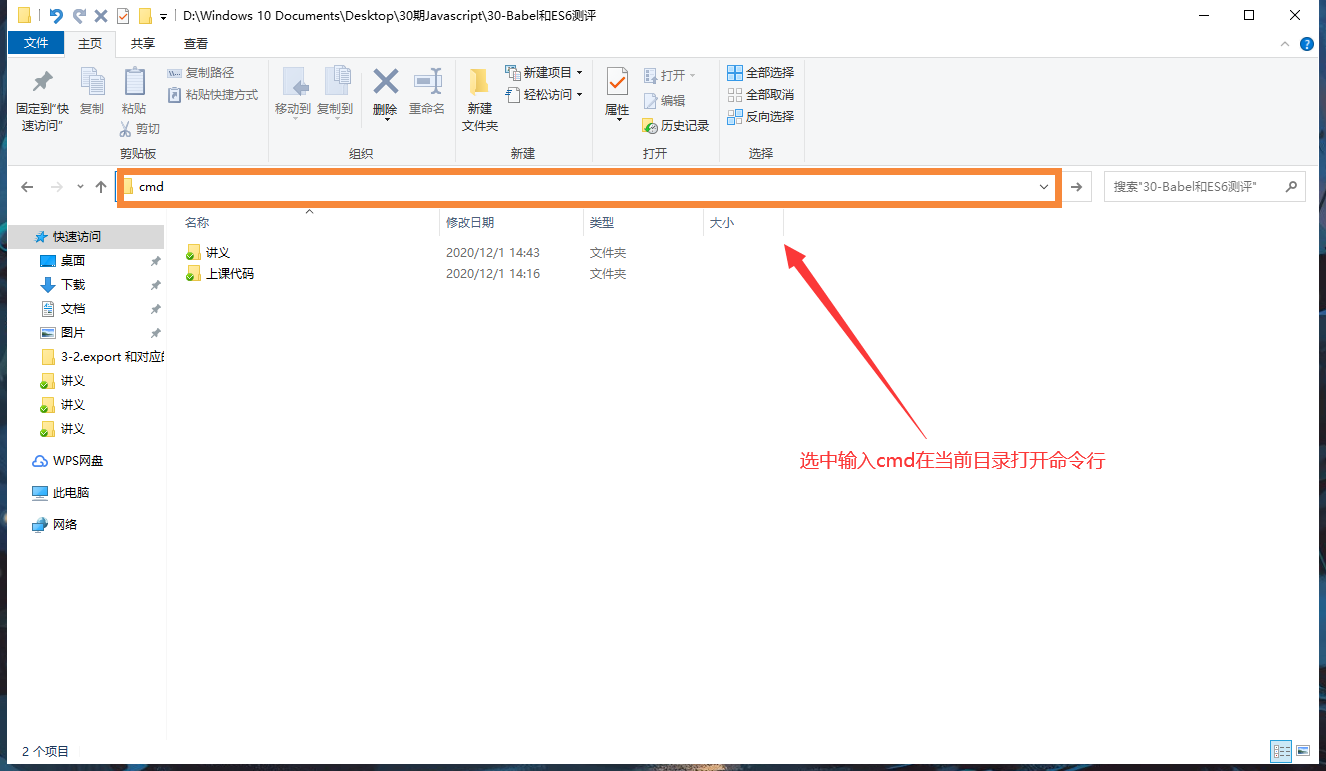 D:\Windows 10 Documents\Desktop\30期Javascript\30-Babel和ES6测评
文件 主页 共享 查看
固定到"快速访问"
复制
粘贴
复制路径
粘贴快捷方式
剪切
剪贴板
移动到
复制到
删除
重命名
组织
新建文件夹
新建项目
轻松访问
新建
属性
打开
编辑
历史记录
打开
全部选择
全部取消
反向选择
选择
cmd
搜索"30-Babel和ES6测评"
名称 修改日期 类型 大小
讲义 2020/12/1 14:43 文件夹
上课代码 2020/12/1 14:16 文件夹
快速访问
桌面
下载
文档
图片
3-2.export 和对应的
讲义
讲义
讲义
WPS网盘
此电脑
网络
选中输入cmd在当前目录打开命令行
2 个项目